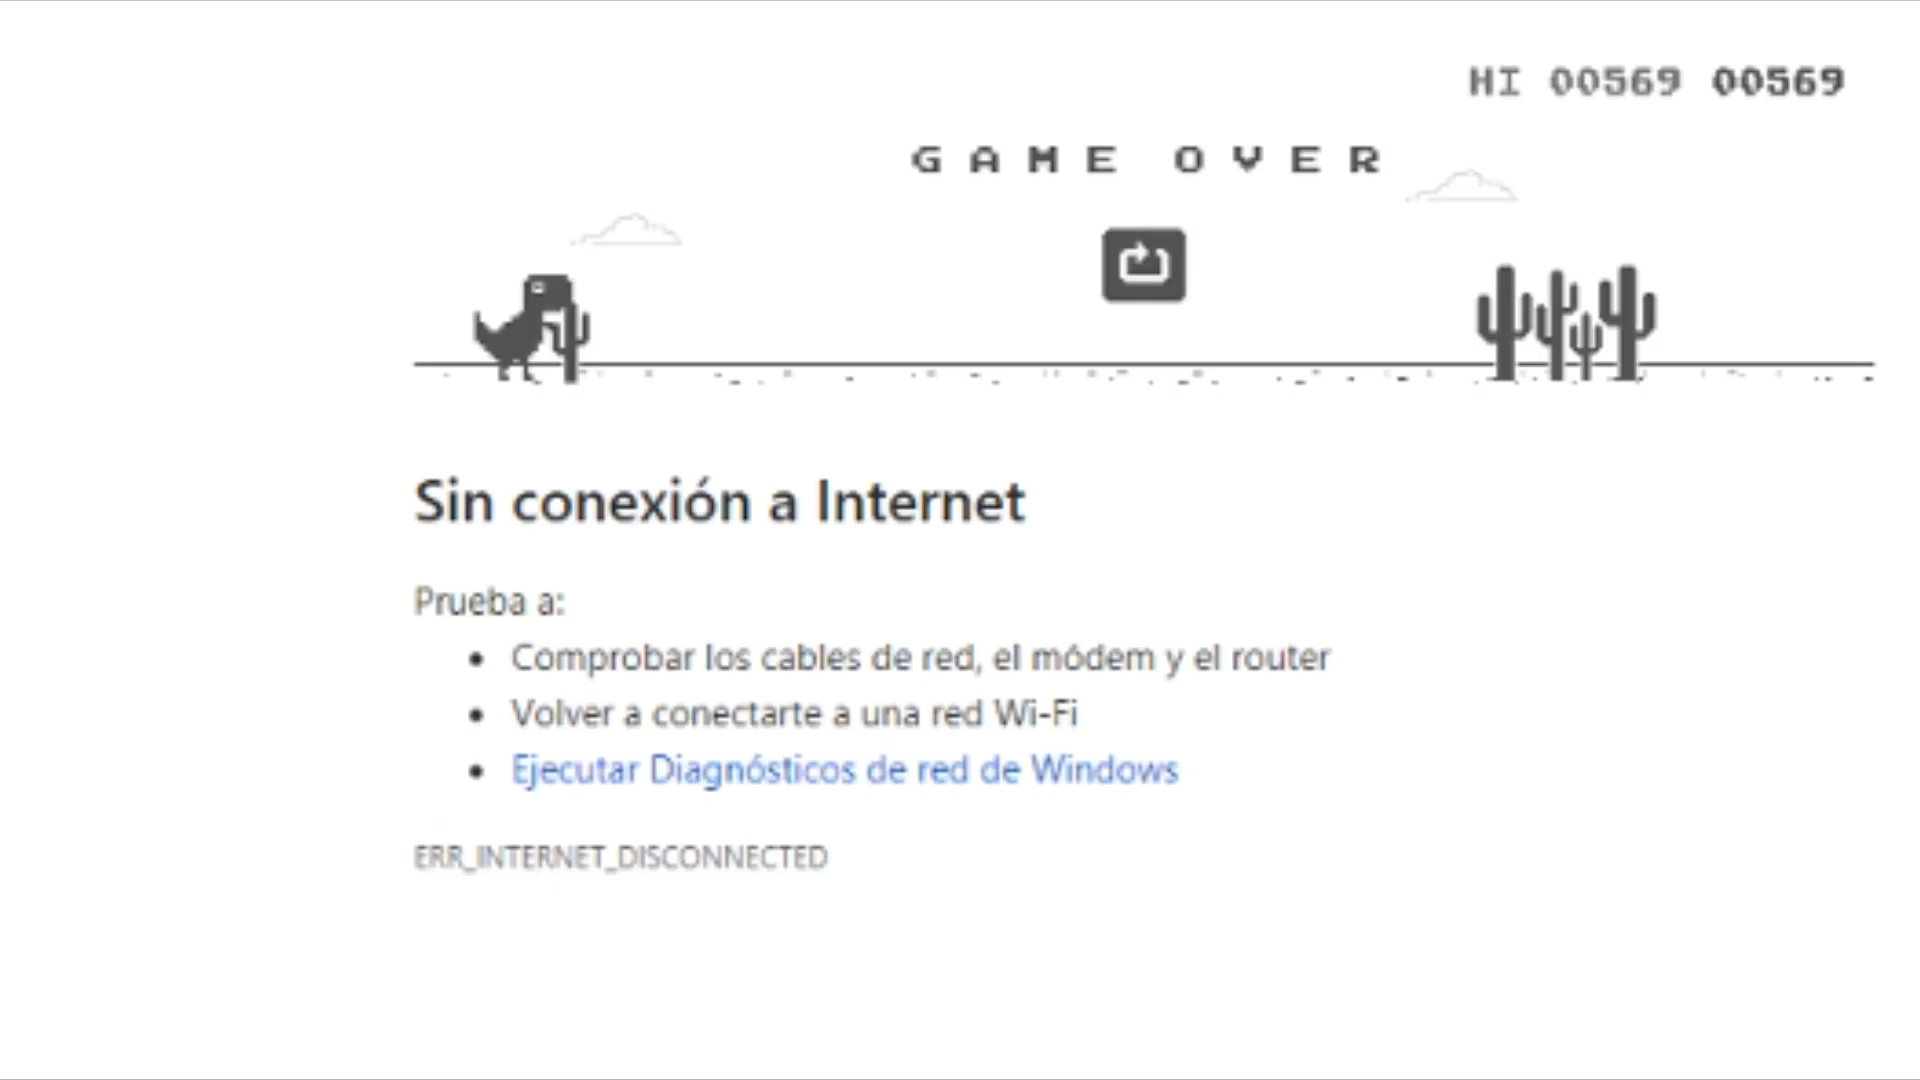 HI 00569 00569
GAME OVER
Sin conexión a Internet
Prueba a:
Comprobar los cables de red, el módem y el router
Volver a conectarte a una red Wi-Fi
Ejecutar Diagnósticos de red de Windows
ERR_INTERNET_DISCONNECTED